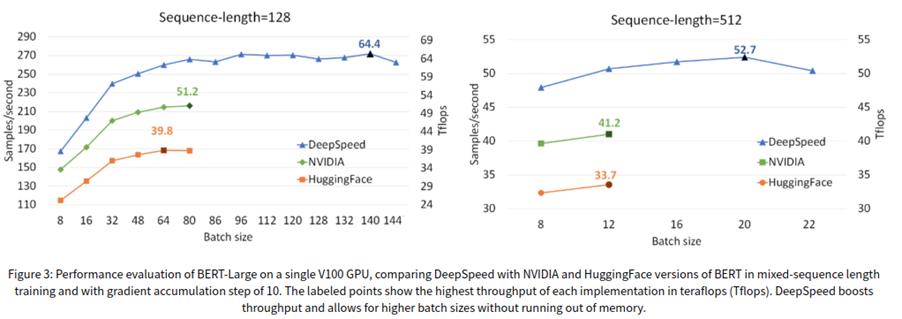 Sequence-length=128
Samples/second
290
270
250
230
210
190
170
150
130
110
69
64
59
54
49
44
39
34
29
24
Tflops
64.4
51.2
39.8
DeepSpeed
NVIDIA
HuggingFace
8 16 32 48 64 80 86 96 112 120 128 132 140 144
Batch size
Sequence-length=512
Samples/second
55
50
45
40
35
30
55
50
45
40
35
30
Tflops
52.7
41.2
33.7
DeepSpeed
NVIDIA
HuggingFace
8 12 16 20 22
Batch size
Figure 3: Performance evaluation of BERT-Large on a single V100 GPU, comparing DeepSpeed with NVIDIA and HuggingFace versions of BERT in mixed-sequence length
training and with gradient accumulation step of 10. The labeled points show the highest throughput of each implementation in teraflops (Tflops). DeepSpeed boosts
throughput and allows for higher batch sizes without running out of memory.